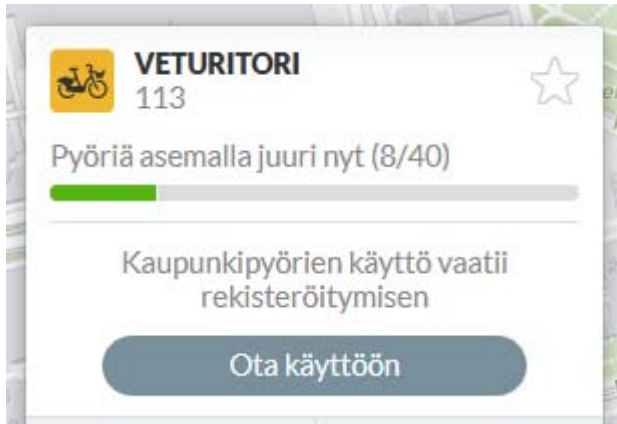 VETURITORI
113
Pyöriä asemalla juuri nyt (8/40)
Kaupunkipyörien käyttö vaatii
rekisteröitymisen
Ota käyttöön